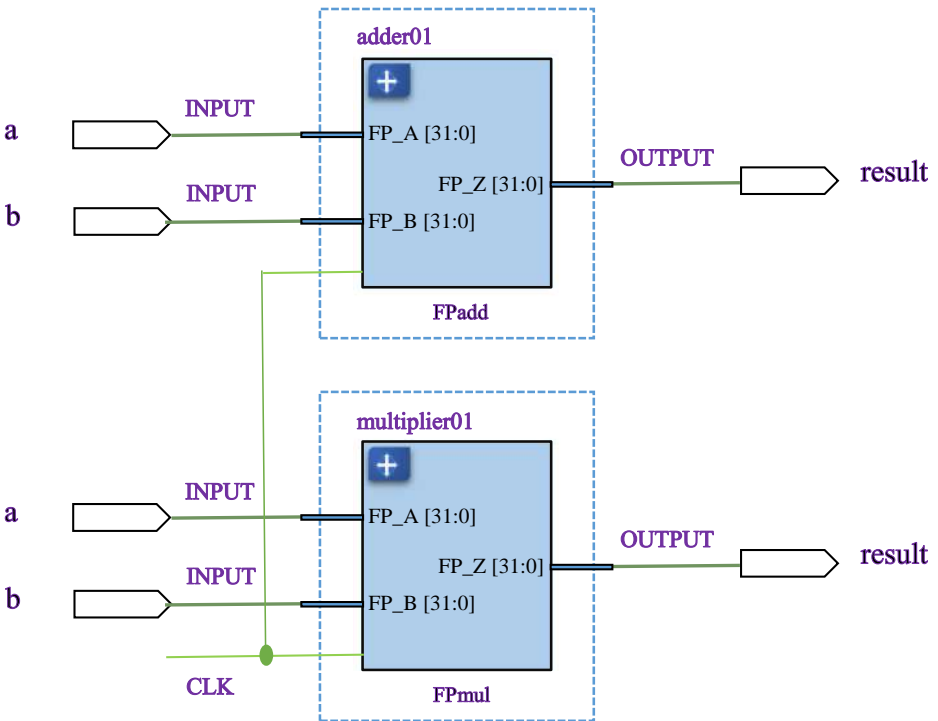 adder01
INPUT
a
FP_A [31:0]
OUTPUT
result
INPUT
FP_Z [31:0]
b
FP_B [31:0]
FPadd
multiplier01
INPUT
a
FP_A [31:0]
OUTPUT
result
INPUT
FP_Z [31:0]
b
FP_B [31:0]
CLK
FPmul